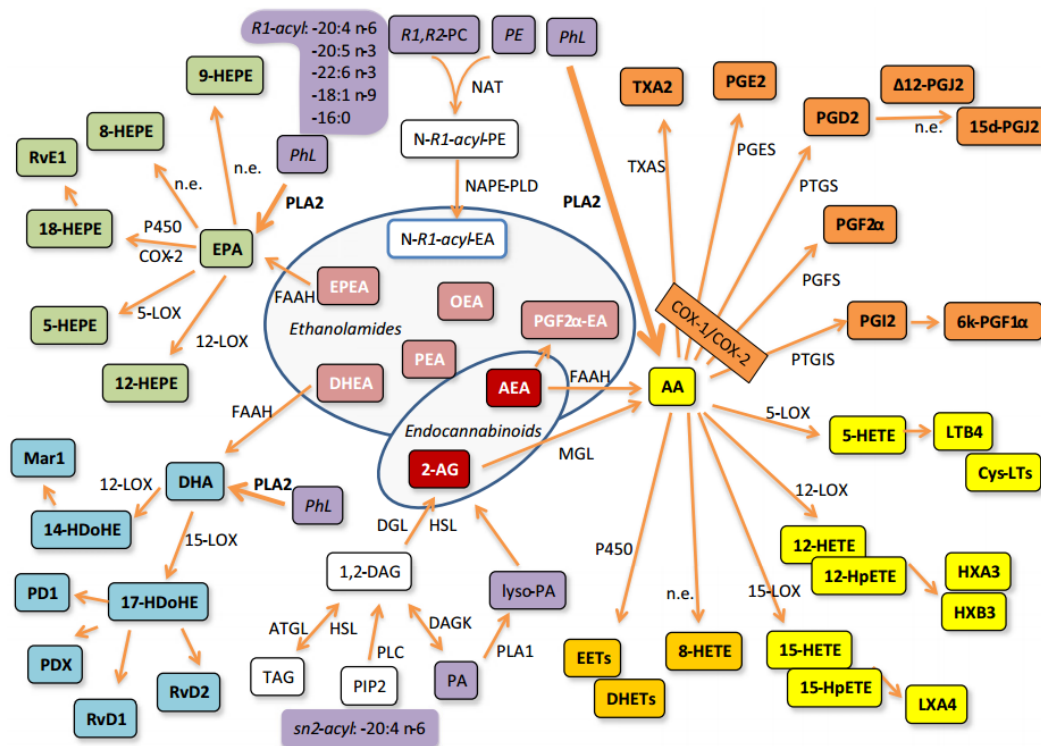 R1-acyl: -20:4 n-6
-20:5 n-3
-22:6 n-3
-18:1 n-9
-16:0
R1,R2-PC
PE
PhL
NAT
N-R1-acyl-PE
NAPE-PLD
N-R1-acyl-EA
9-HEPE
8-HEPE
RvE1
18-HEPE
n.e.
n.e.
P450
COX-2
EPA
PhL
PLA2
5-LOX
5-HEPE
12-LOX
12-HEPE
FAAH
EPEA
Ethanolamides
OEA
PGF2α-EA
PEA
DHEA
AEA
FAAH
Endocannabinoids
2-AG
MGL
FAAH
PLA2
TXA2
PGE2
PGD2
Δ12-PGJ2
n.e.
15d-PGJ2
TXAS
PGES
PTGS
PGF2α
PGFS
COX-1/COX-2
PGI2
6k-PGF1α
PTGIS
AA
5-LOX
5-HETE
LTB4
Cys-LTs
12-LOX
12-HETE
12-HpETE
HXA3
HXB3
15-LOX
15-HETE
15-HpETE
LXA4
P450
EETs
DHETs
n.e.
8-HETE
Mar1
12-LOX
DHA
PLA2
PhL
14-HDoHE
15-LOX
PD1
17-HDoHE
PDX
RvD1
RvD2
DGL
HSL
1,2-DAG
lyso-PA
ATGL
HSL
DAGK
PLC
PLA1
TAG
PIP2
PA
sn2-acyl: -20:4 n-6